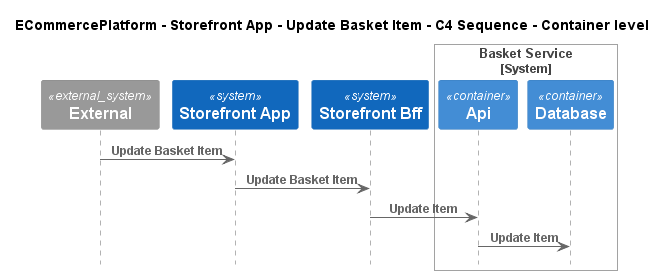 ECommercePlatform - Storefront App - Update Basket Item - C4 Sequence - Container level
Basket Service
[System]
«external_system»
External
«system»
Storefront App
«system»
Storefront Bff
«container»
Api
«container»
Database
Update Basket Item
Update Basket Item
Update Item
Update Item